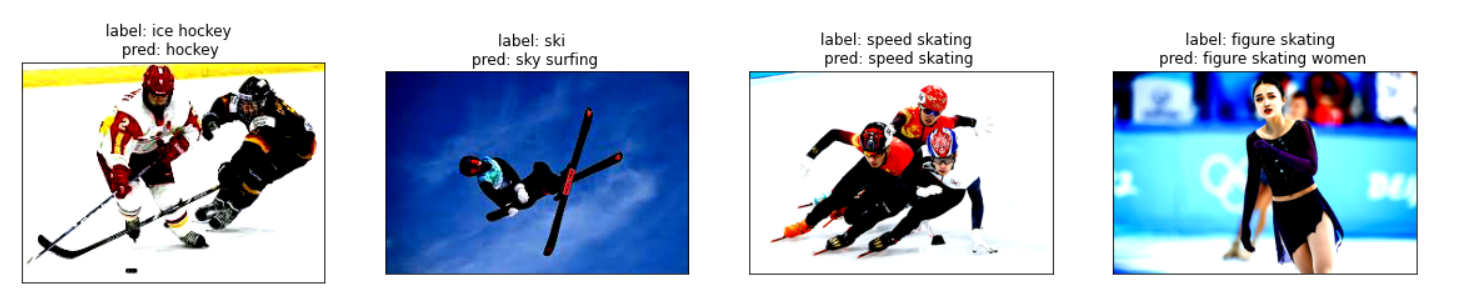 label: ice hockey
pred: hockey
label: ski
pred: sky surfing
label: speed skating
pred: speed skating
label: figure skating
pred: figure skating women
2